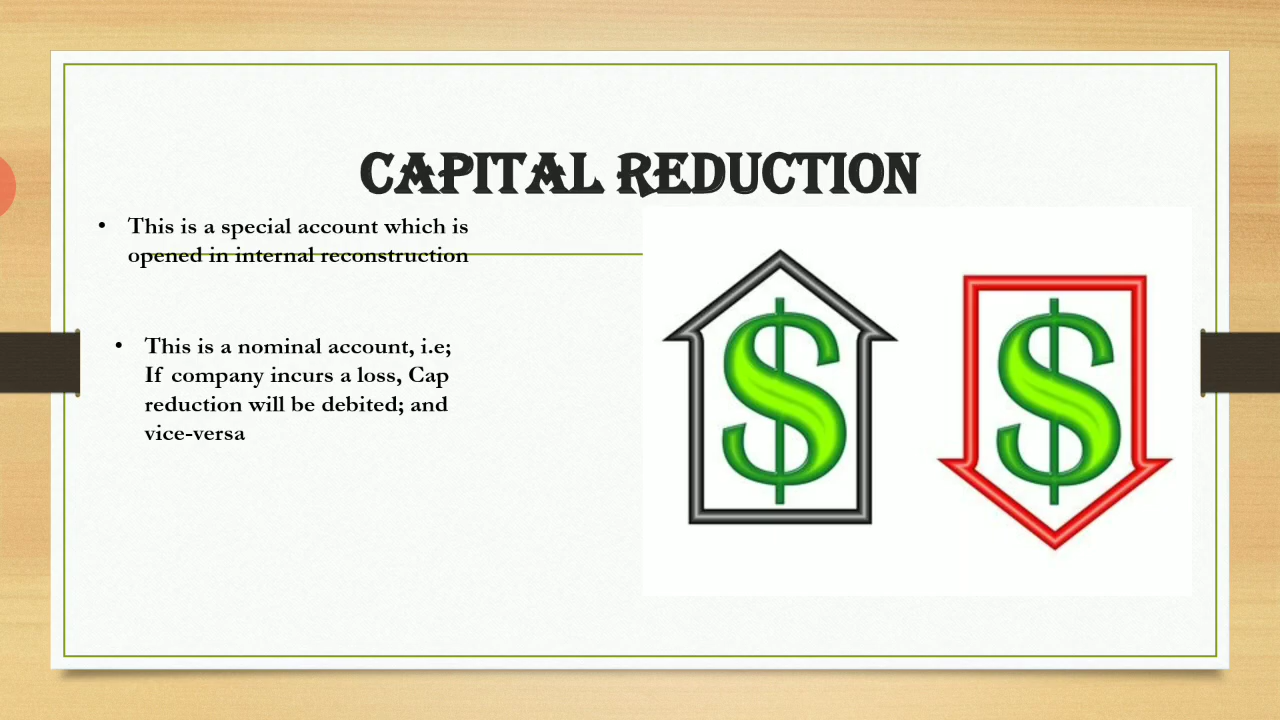 CAPITAL REDUCTION
• This is a special account which is
opened in internal reconstruction
• This is a nominal account, i.e;
If company incurs a loss, Cap
reduction will be debited; and
vice-versa
$ $